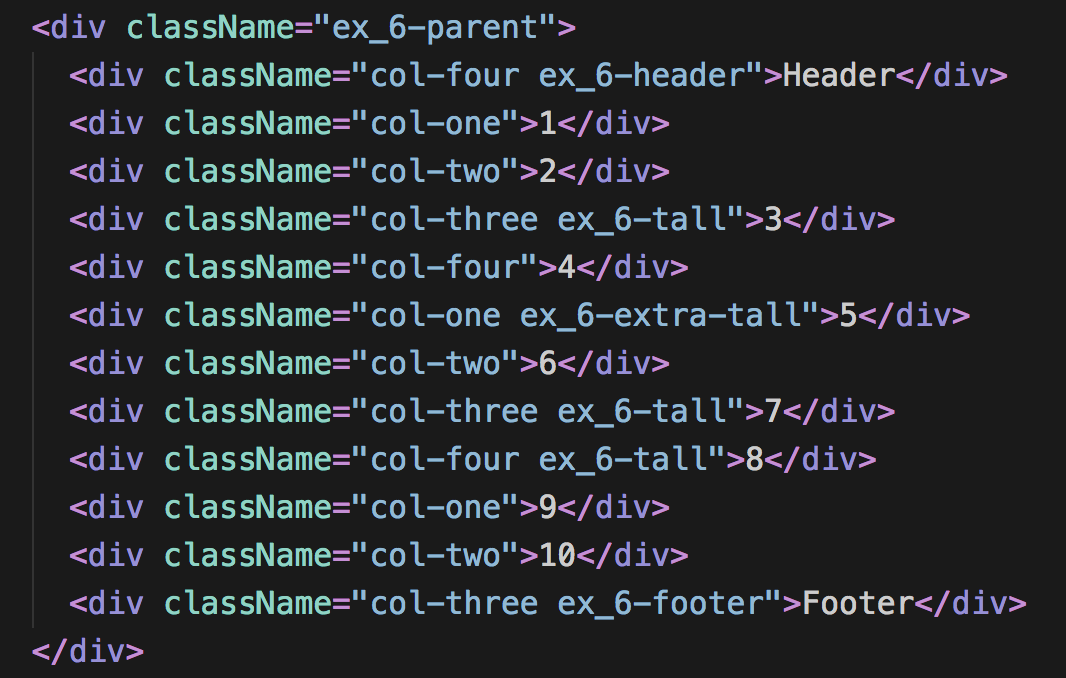 <div className="ex_6-parent">
<div className="col-four ex_6-header">Header</div>
<div className="col-one">1</div>
<div className="col-two">2</div>
<div className="col-three ex_6-tall">3</div>
<div className="col-four">4</div>
<div className="col-one ex_6-extra-tall">5</div>
<div className="col-two">6</div>
<div className="col-three ex_6-tall">7</div>
<div className="col-four ex_6-tall">8</div>
<div className="col-one">9</div>
<div className="col-two">10</div>
<div className="col-three ex_6-footer">Footer</div>
</div>